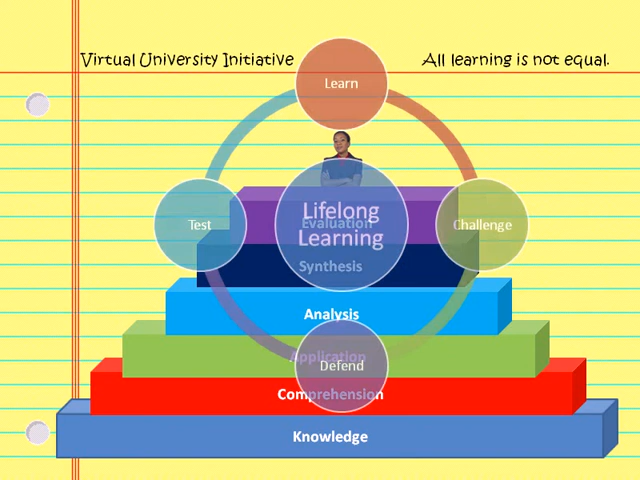 Virtual University Initiative
All learning is not equal.
Learn
Test
Lifelong
Learning
Challenge
Evaluation
Synthesis
Analysis
Application
Defend
Comprehension
Knowledge